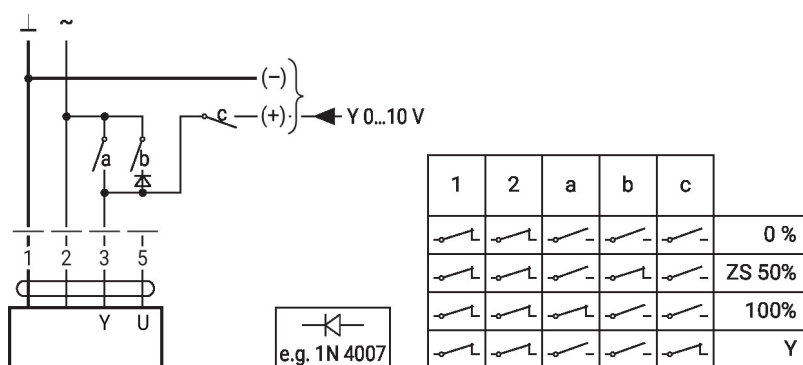 ⊥ ~
(–)
c (+) Y 0...10 V
a b
1 2 3 5
Y U
e.g. 1N 4007
1 2 a b c
0 %
ZS 50%
100%
Y